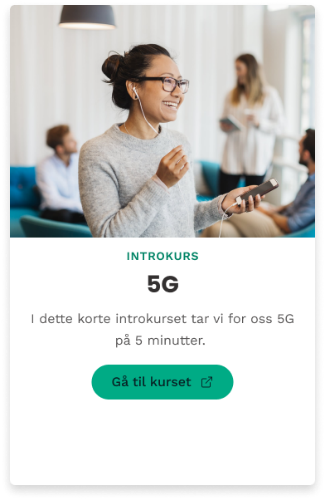 INTROKURS
5G
I dette korte introkurset tar vi for oss 5G
på 5 minutter.
Gå til kurset